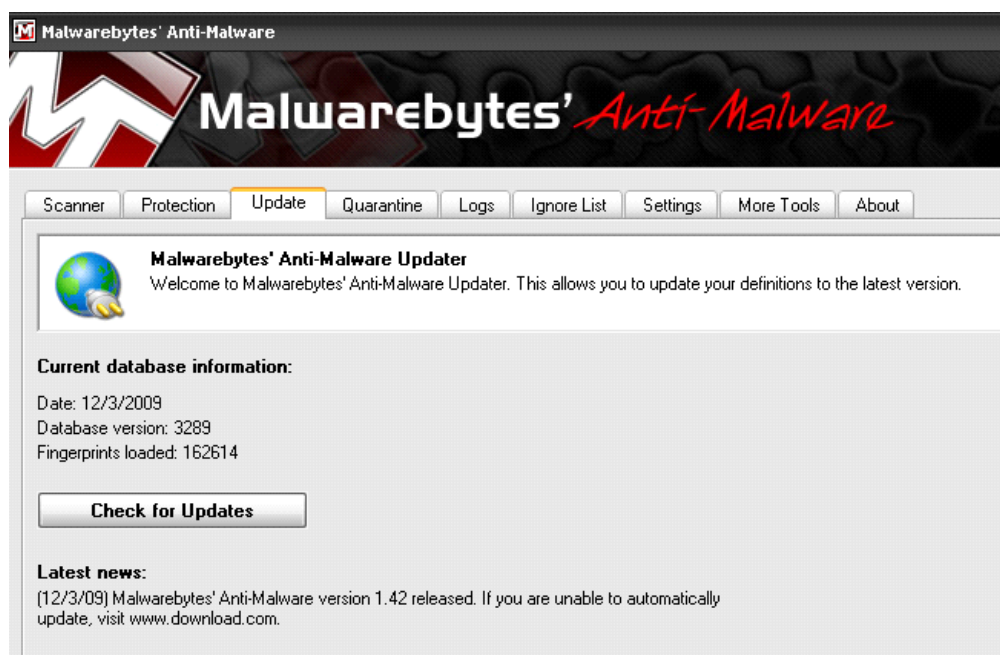 Malwarebytes' Anti-Malware
Malwarebytes' Anti-Malware
Scanner Protection Update Quarantine Logs Ignore List Settings More Tools About
Malwarebytes' Anti-Malware Updater
Welcome to Malwarebytes' Anti-Malware Updater. This allows you to update your definitions to the latest version.
Current database information:
Date: 12/3/2009
Database version: 3289
Fingerprints loaded: 162614
Check for Updates
Latest news:
(12/3/09) Malwarebytes' Anti-Malware version 1.42 released. If you are unable to automatically
update, visit www.download.com.